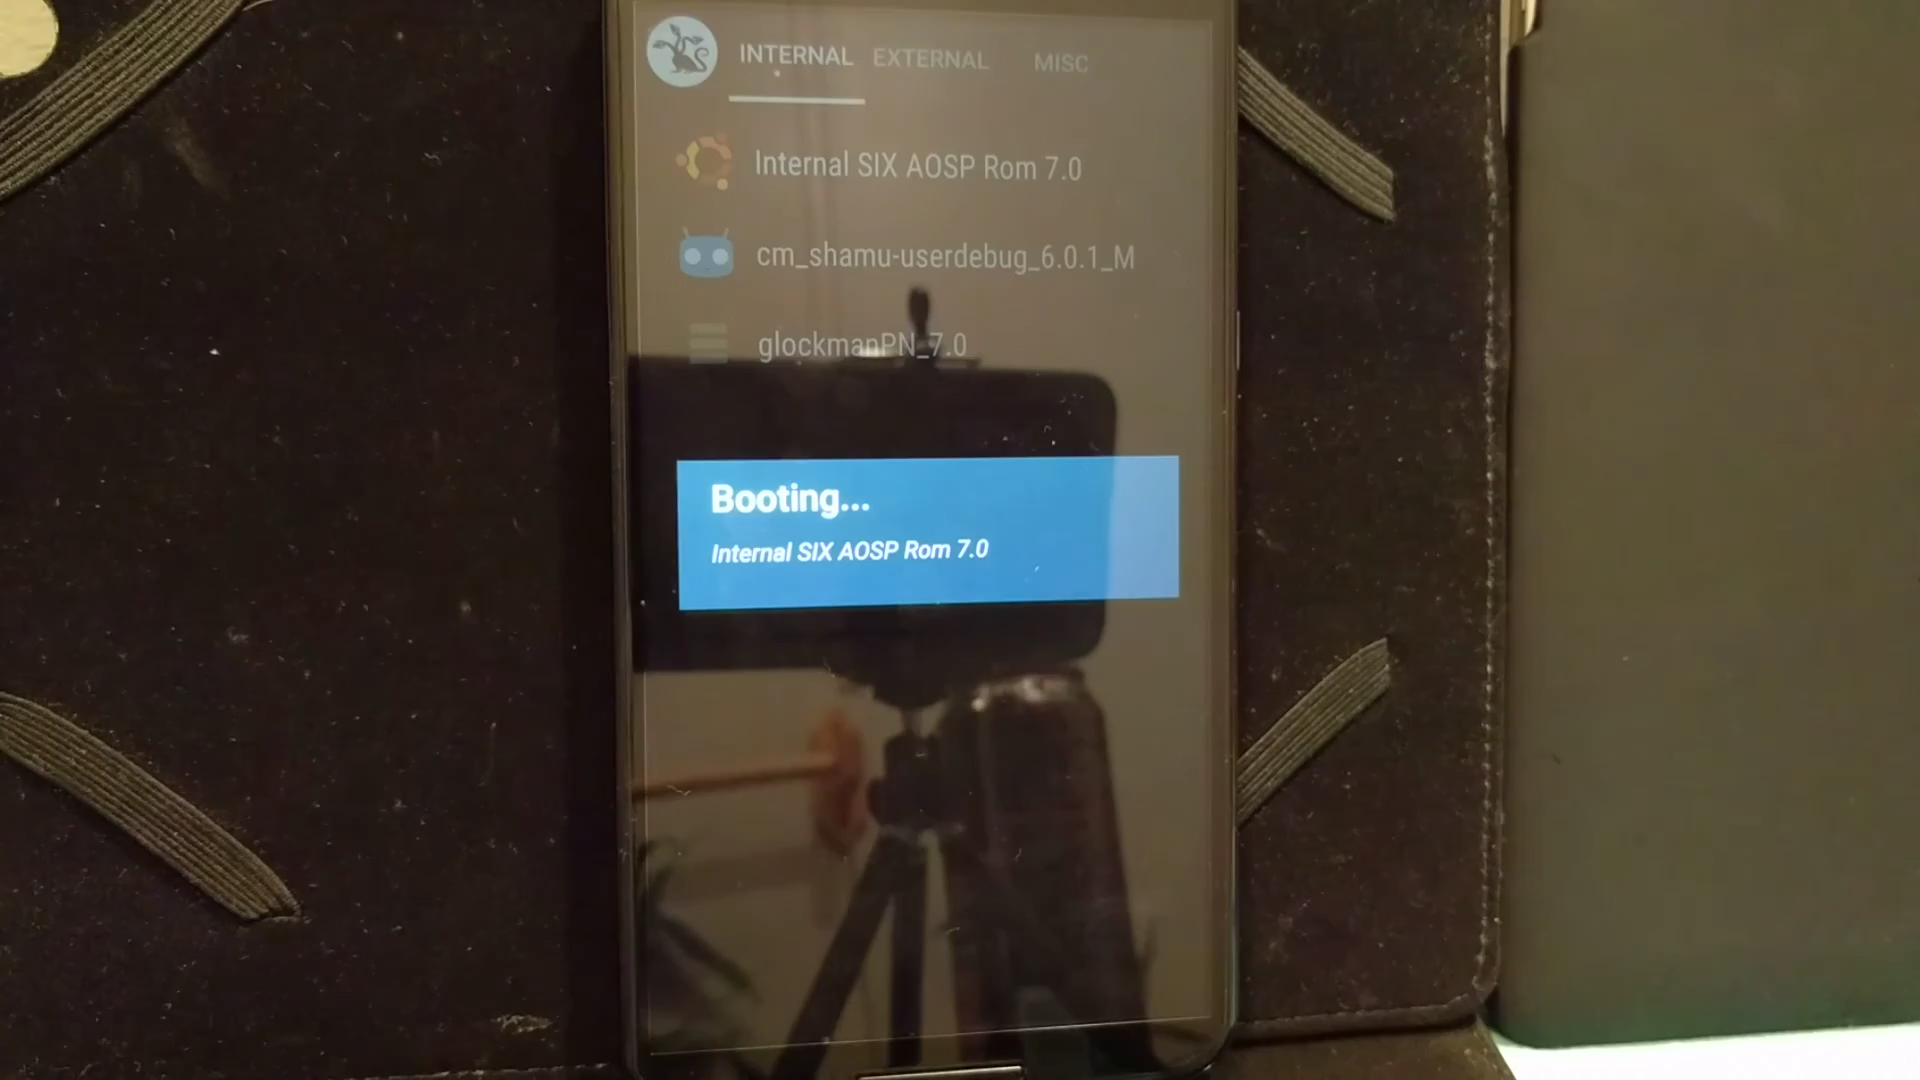 INTERNAL EXTERNAL MISC
Internal SIX AOSP Rom 7.0
cm_shamu-userdebug_6.0.1_M
glockmanPN_7.0
Booting...
Internal SIX AOSP Rom 7.0